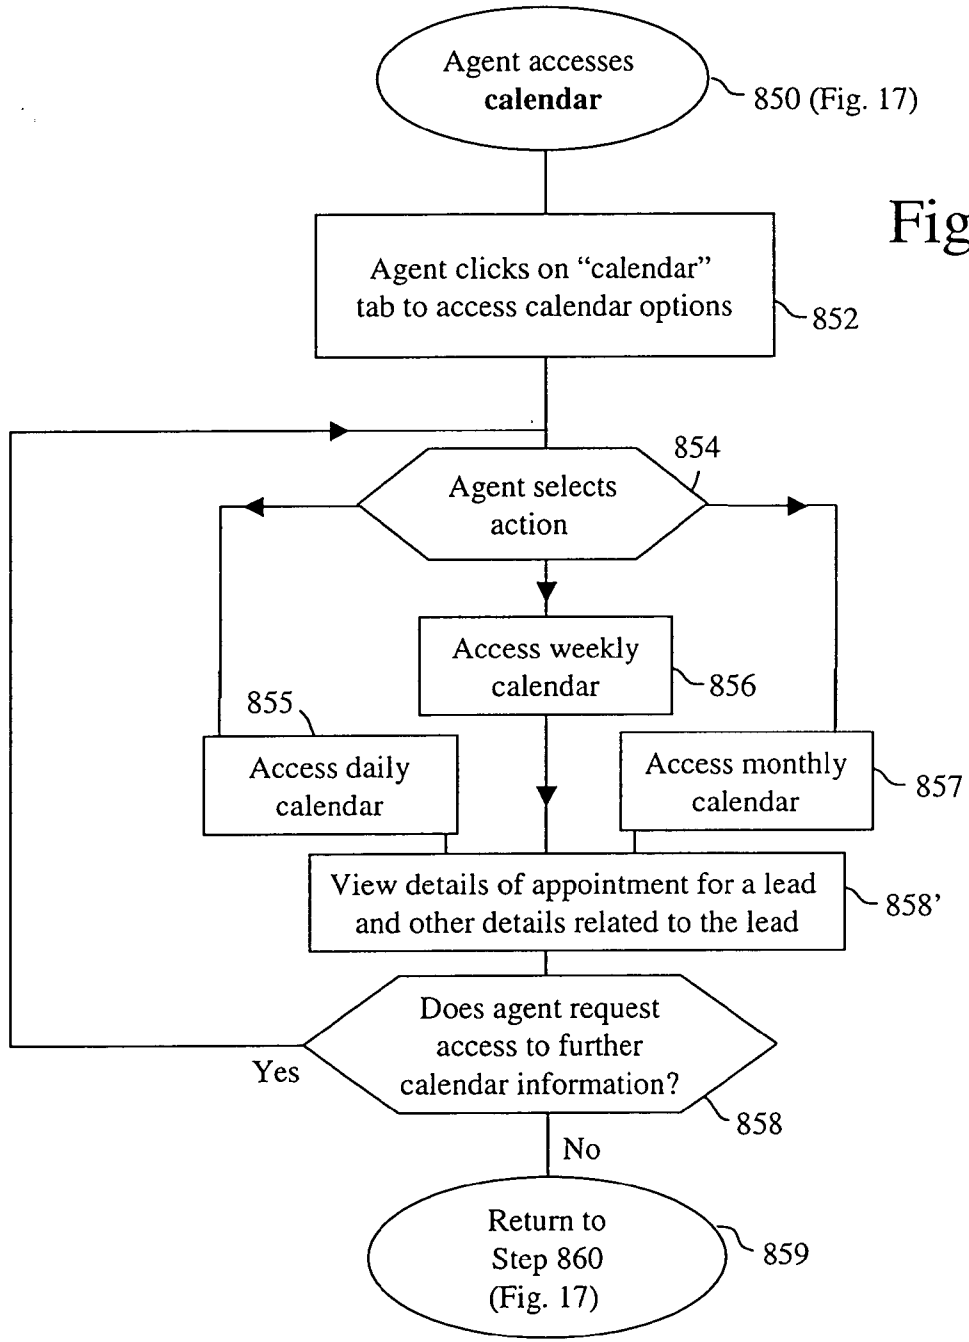 Agent accesses
calendar
850 (Fig. 17)
Fig
Agent clicks on “calendar”
tab to access calendar options
852
854
Agent selects
action
Access weekly
calendar
856
855
Access daily
calendar
Access monthly
calendar
857
View details of appointment for a lead
and other details related to the lead
858’
Does agent request
access to further
calendar information?
Yes
858
No
Return to
Step 860
(Fig. 17)
859